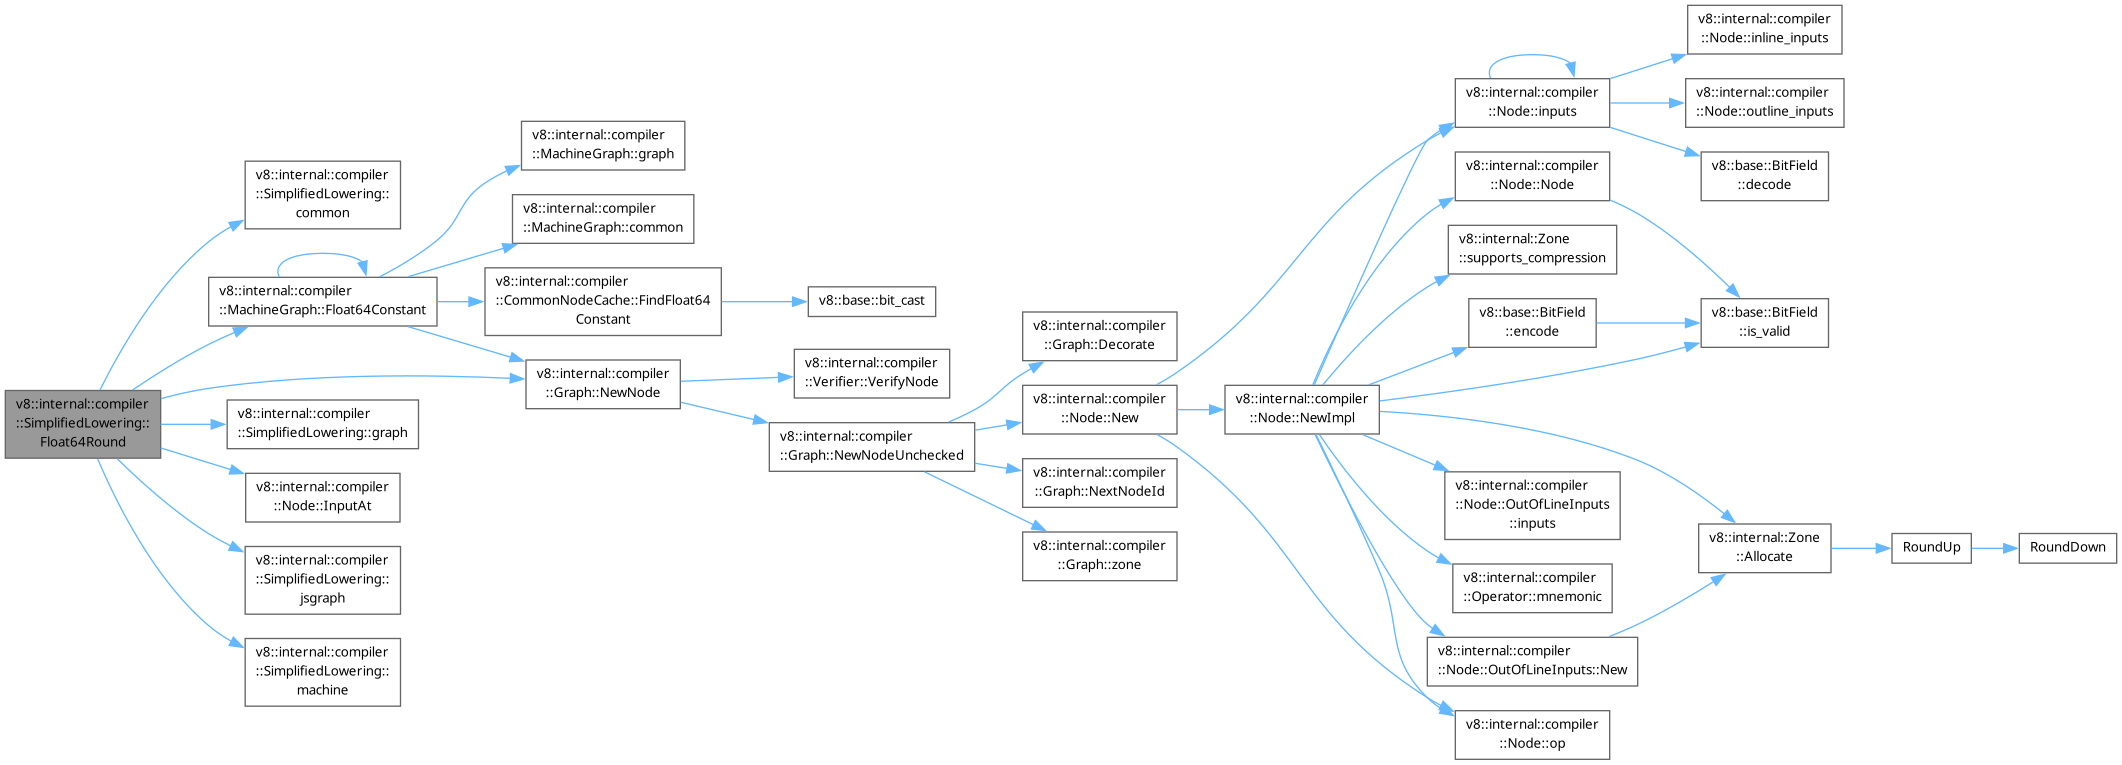 v8::internal::compiler
::SimplifiedLowering::
Float64Round
v8::internal::compiler
::SimplifiedLowering::
common
v8::internal::compiler
::MachineGraph::Float64Constant
v8::internal::compiler
::SimplifiedLowering::graph
v8::internal::compiler
::Node::InputAt
v8::internal::compiler
::SimplifiedLowering::
jsgraph
v8::internal::compiler
::SimplifiedLowering::
machine
v8::internal::compiler
::MachineGraph::graph
v8::internal::compiler
::MachineGraph::common
v8::internal::compiler
::CommonNodeCache::FindFloat64
Constant
v8::internal::compiler
::Graph::NewNode
v8::base::bit_cast
v8::internal::compiler
::Verifier::VerifyNode
v8::internal::compiler
::Graph::NewNodeUnchecked
v8::internal::compiler
::Graph::Decorate
v8::internal::compiler
::Node::New
v8::internal::compiler
::Graph::NextNodeId
v8::internal::compiler
::Graph::zone
v8::internal::compiler
::Node::NewImpl
v8::internal::compiler
::Node::inputs
v8::internal::compiler
::Node::Node
v8::internal::Zone
::supports_compression
v8::base::BitField
::encode
v8::internal::compiler
::Node::OutOfLineInputs
::inputs
v8::internal::compiler
::Operator::mnemonic
v8::internal::compiler
::Node::OutOfLineInputs::New
v8::internal::compiler
::Node::op
v8::internal::compiler
::Node::inline_inputs
v8::internal::compiler
::Node::outline_inputs
v8::base::BitField
::decode
v8::base::BitField
::is_valid
v8::internal::Zone
::Allocate
RoundUp
RoundDown